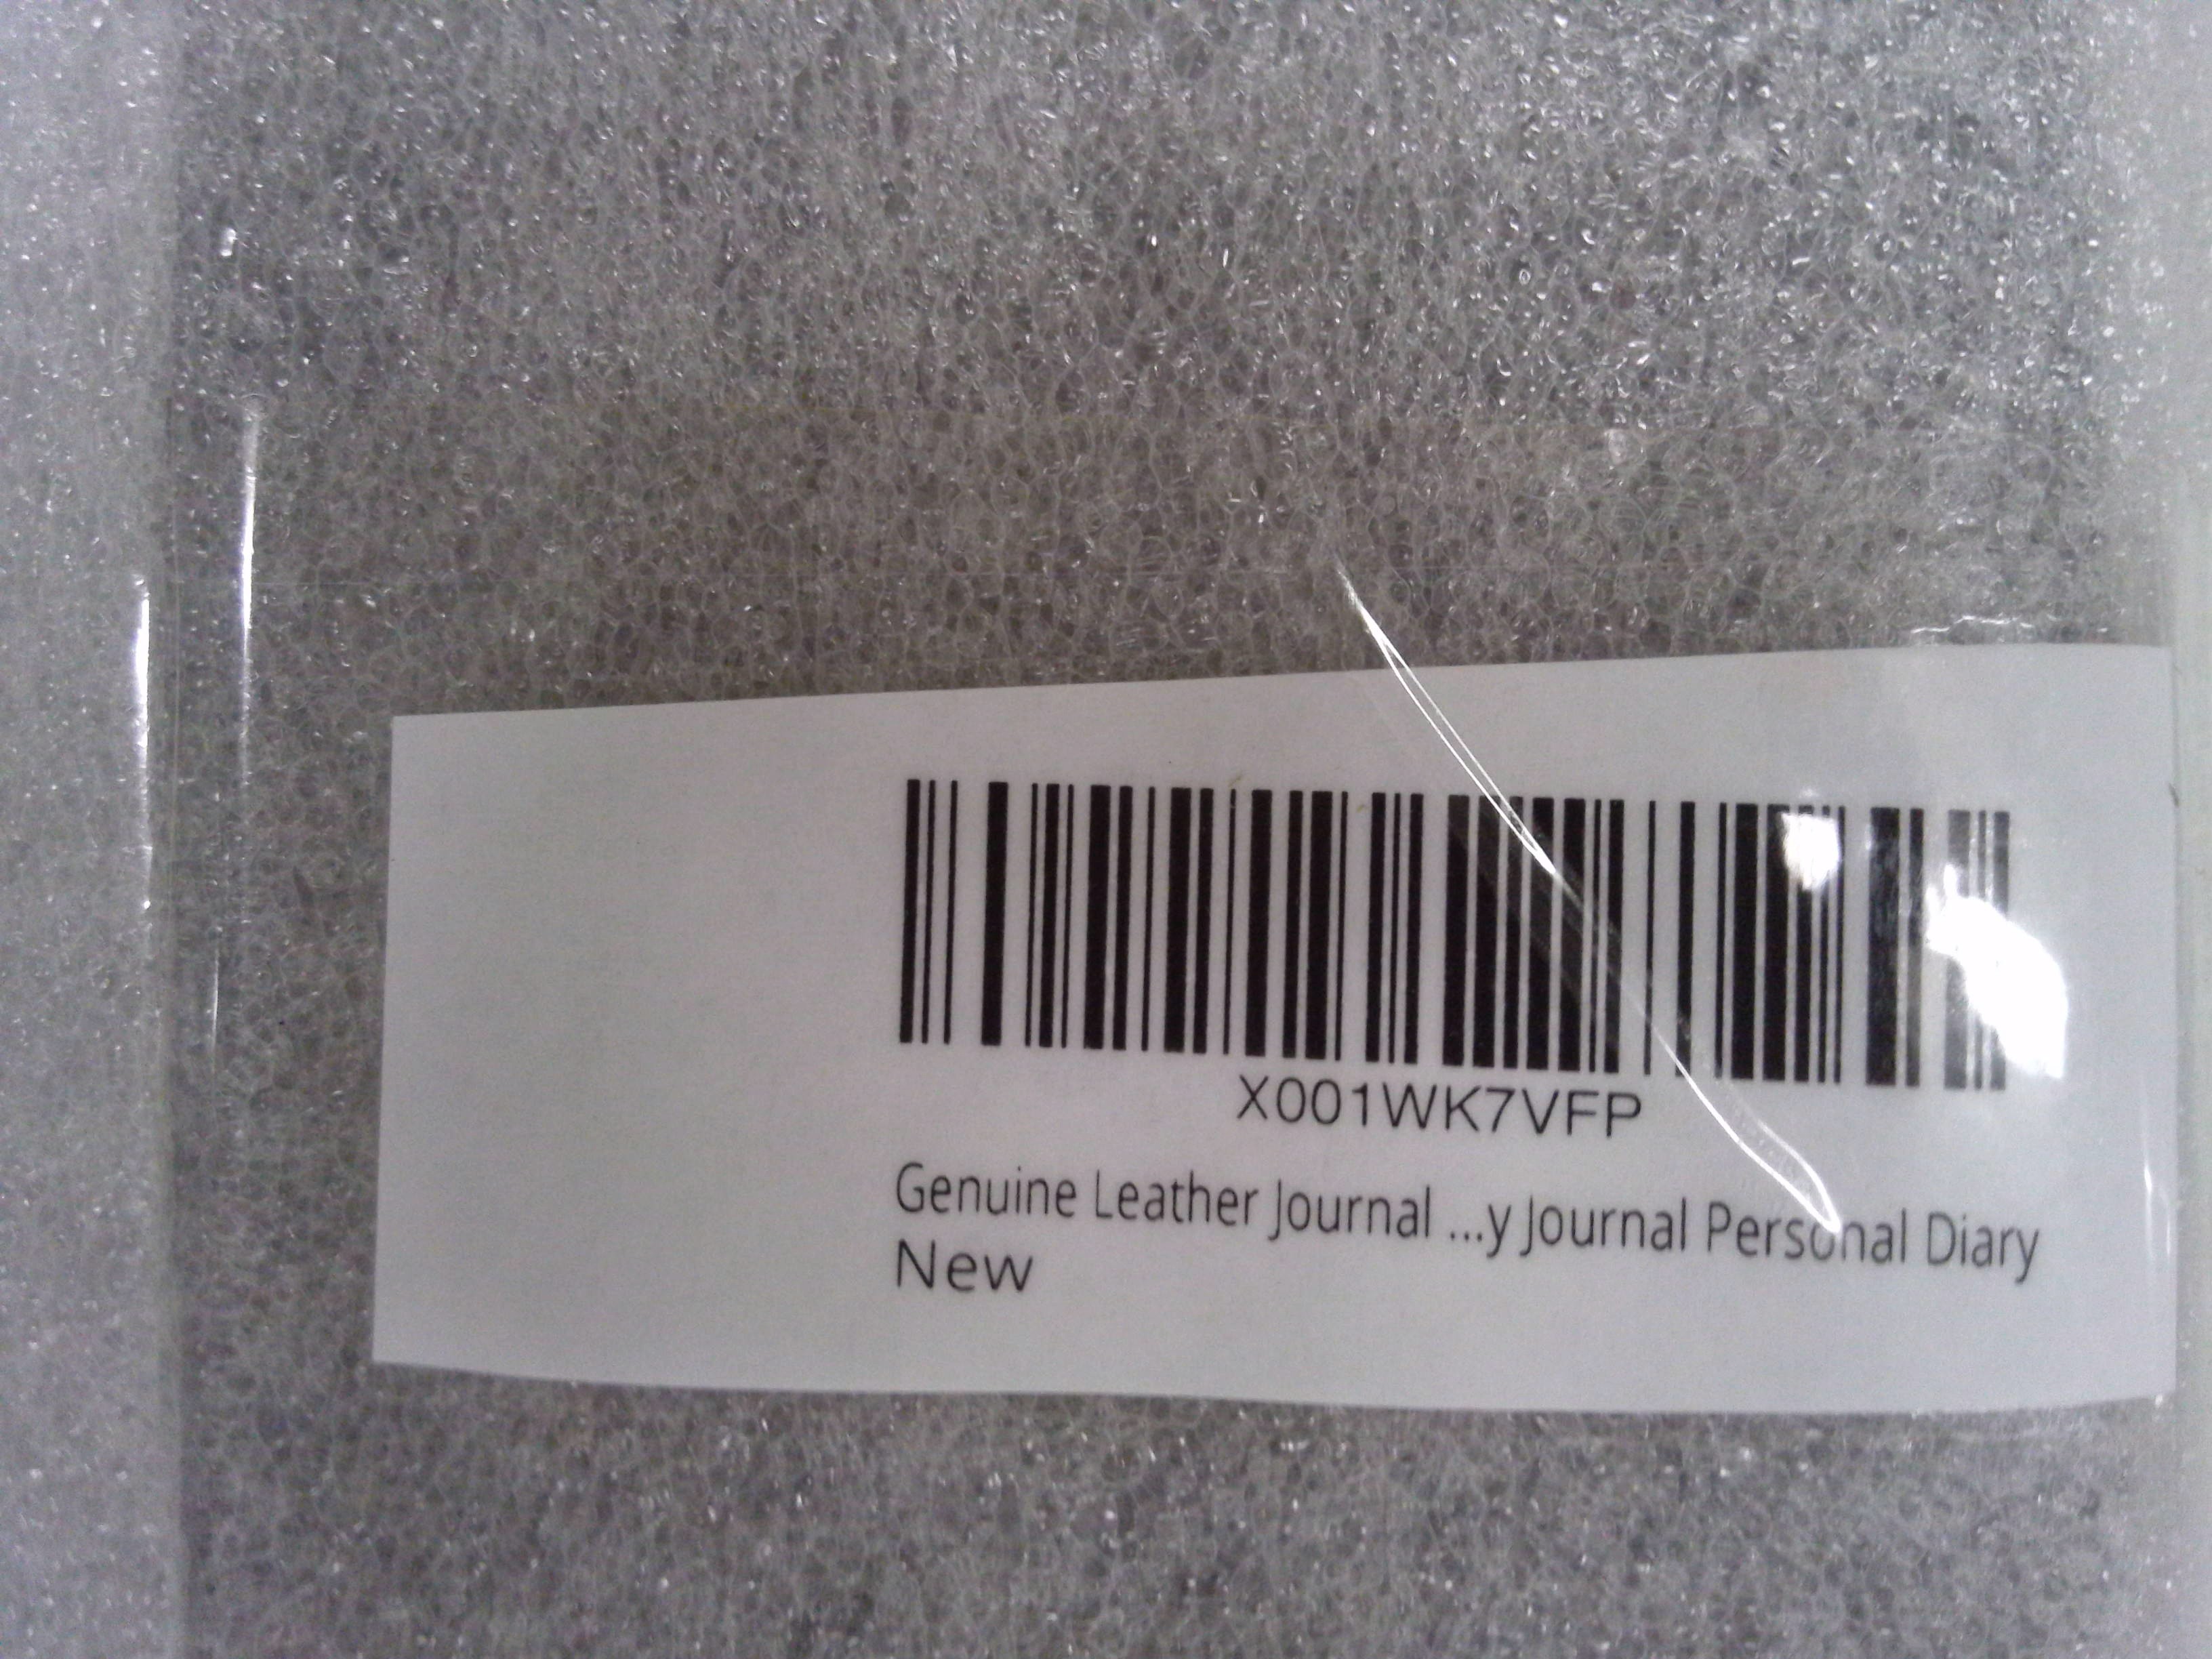 X001WK7VFP
Genuine Leather Journal ...y Journal Personal Diary
New